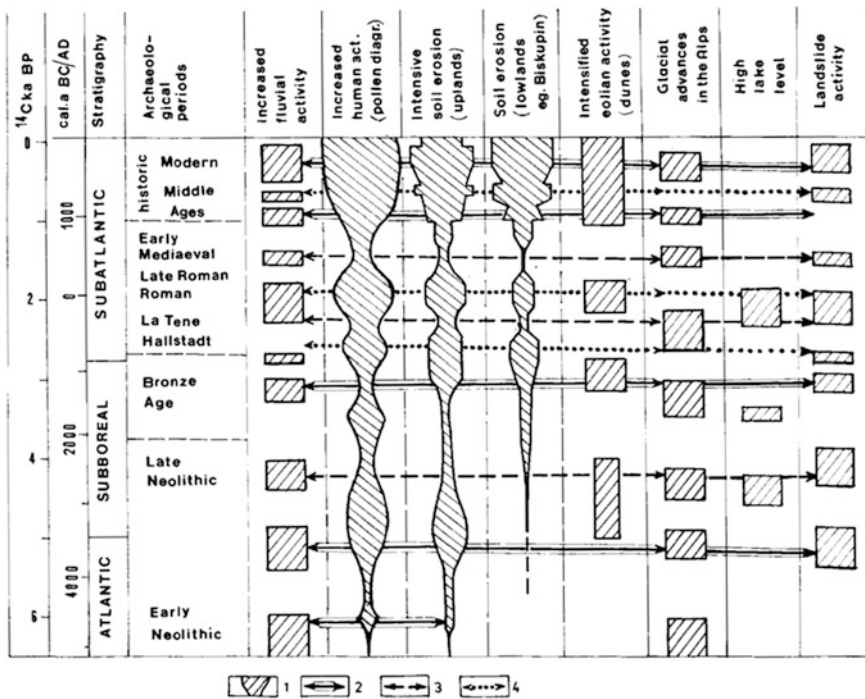 ¹⁴Cka BP
cal.a BC/AD
Stratigraphy
Archaeolo-
gical
periods
Increased
fluvial
activity
Increased
human act.
(pollen diagr.)
Intensive
soil erosion
(uplands)
Soil erosion
(lowlands
eg. Biskupin)
Intensified
eolian activity
(dunes)
Glacial
advances
in the Alps
High
lake
level
Landslide
activity
0
2
4
6
1000
0
2000
4000
SUBATLANTIC
SUBBOREAL
ATLANTIC
historic
Modern
Middle
Ages
Early
Mediaeval
Late Roman
Roman
La Tene
Hallstadt
Bronze
Age
Late
Neolithic
Early
Neolithic
1 2 3 4